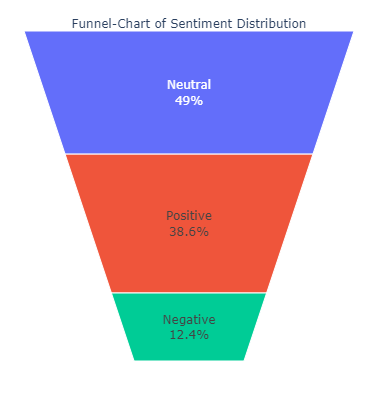 Funnel-Chart of Sentiment Distribution
Neutral
49%
Positive
38.6%
Negative
12.4%